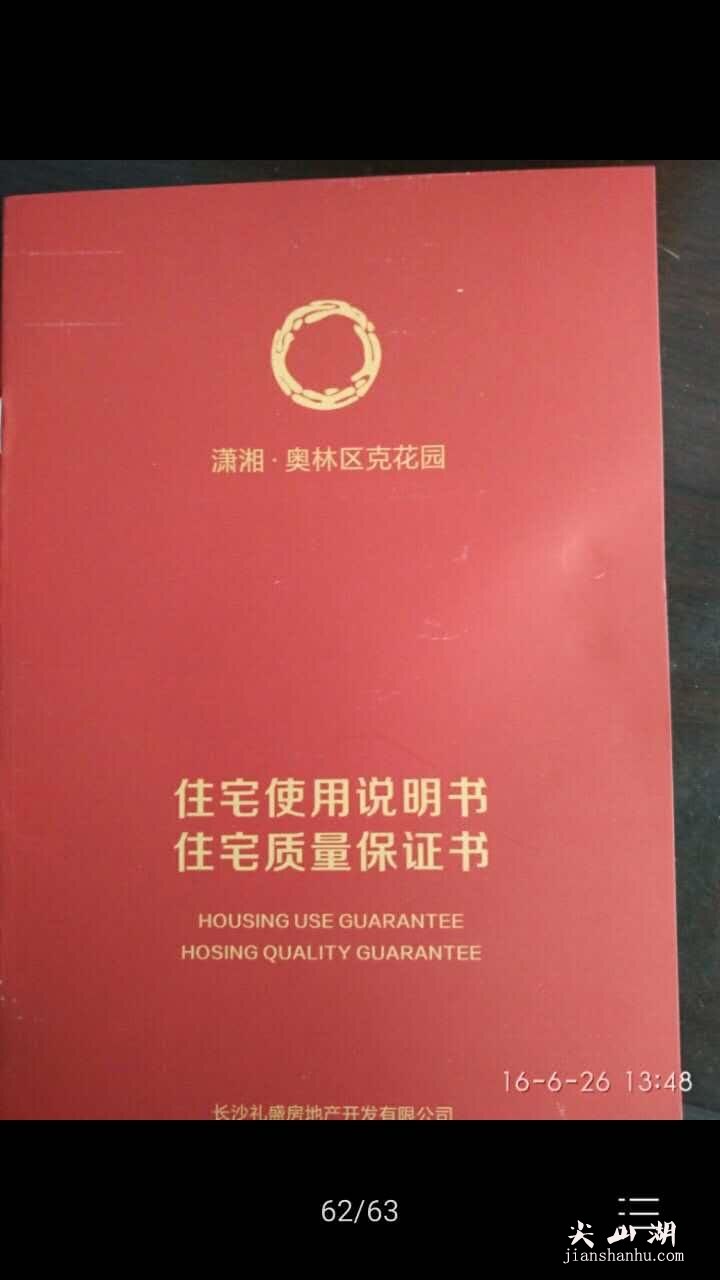 潇湘·奥林区克花园
住宅使用说明书
住宅质量保证书
HOUSING USE GUARANTEE
HOSING QUALITY GUARANTEE
长沙礼盛房地产开发有限公司
16-6-26 13:48
62/63
尖山湖
jianshanhu.com